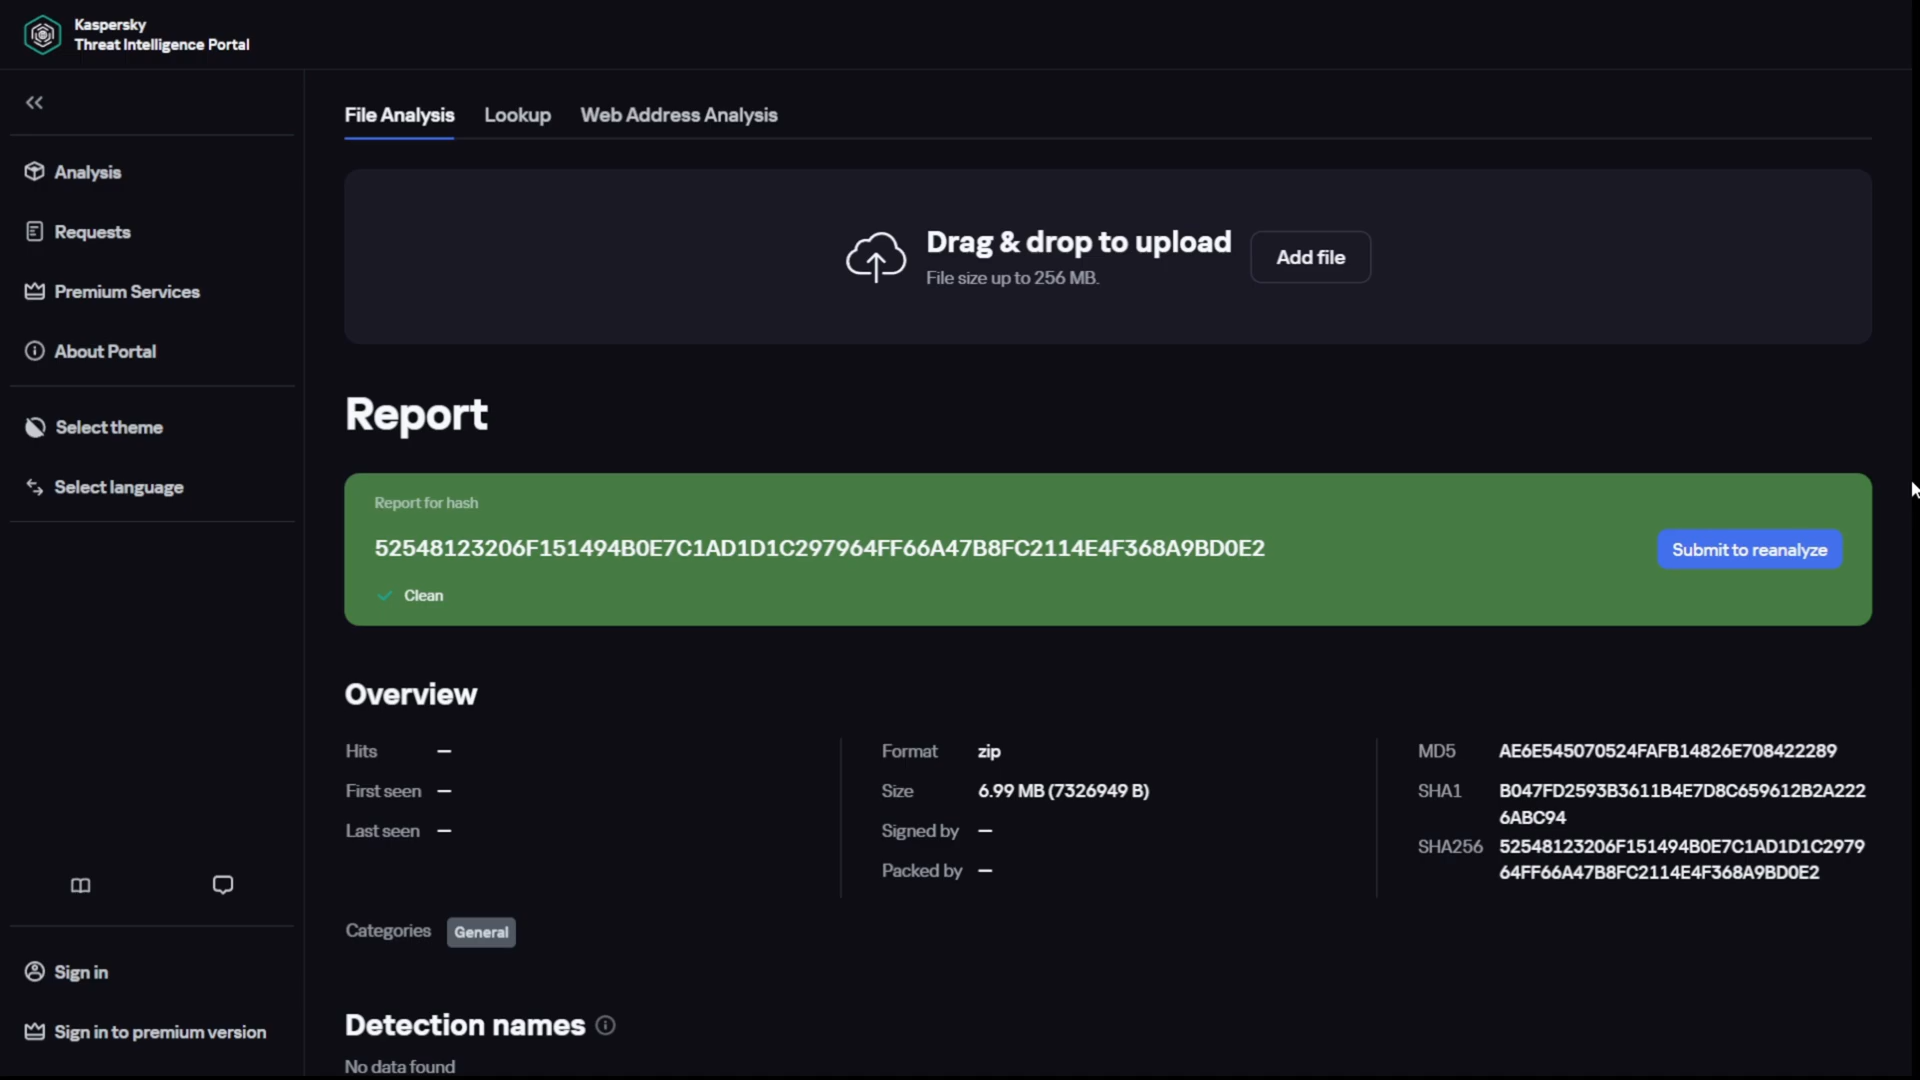 Kaspersky
Threat Intelligence Portal
File Analysis Lookup Web Address Analysis
Analysis
Requests
Premium Services
About Portal
Select theme
Select language
Drag & drop to upload
File size up to 256 MB.
Add file
Report
Report for hash
52548123206F151494B0E7C1AD1D1C297964FF66A47B8FC2114E4F368A9BD0E2
Submit to reanalyze
Clean
Overview
Hits —
First seen —
Last seen —
Format zip
Size 6.99 MB (7326949 B)
Signed by —
Packed by —
MD5 AE6E545070524FAFB14826E708422289
SHA1 B047FD2593B3611B4E7D8C659612B2A222
6ABC94
SHA256 52548123206F151494B0E7C1AD1D1C2979
64FF66A47B8FC2114E4F368A9BD0E2
Categories General
Sign in
Sign in to premium version
Detection names
No data found